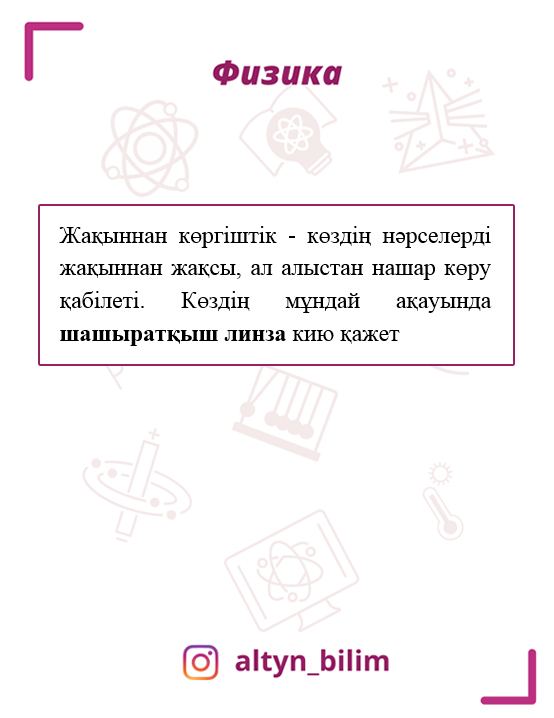 Физика
Жақыннан көргіштік - көздің нәрселерді
жақыннан жақсы, ал алыстан нашар көру
қабілеті. Көздің мұндай ақауында
шашыратқыш линза кию қажет
altyn_bilim